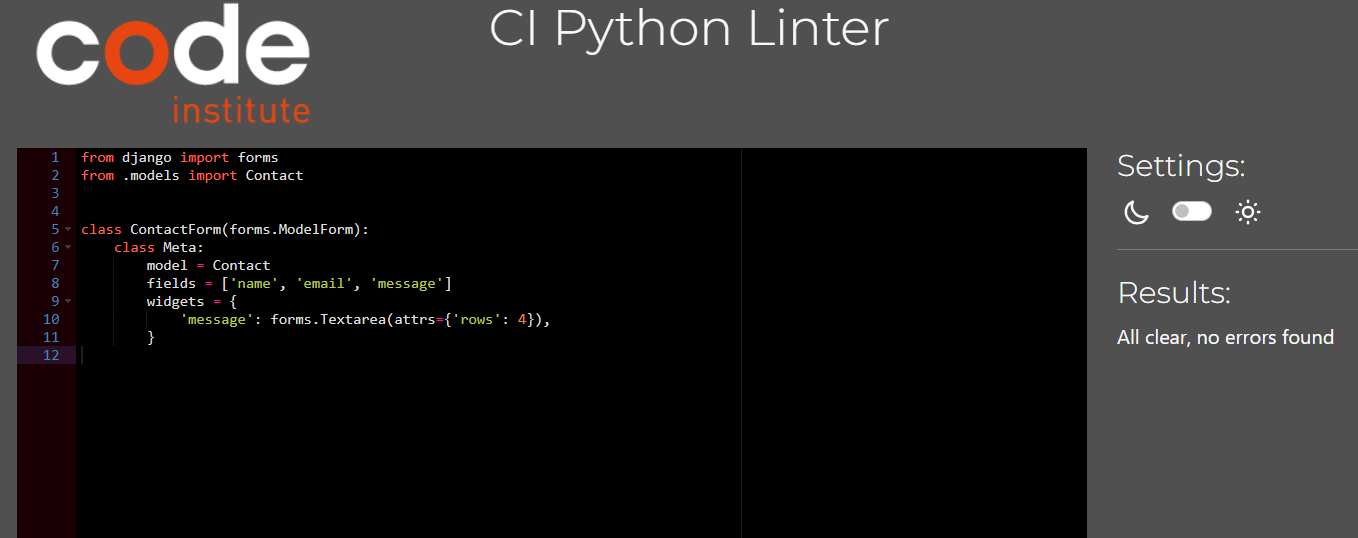 code
institute
CI Python Linter
1 from django import forms
2 from .models import Contact
3
4
5 class ContactForm(forms.ModelForm):
6     class Meta:
7         model = Contact
8         fields = ['name', 'email', 'message']
9         widgets = {
10             'message': forms.Textarea(attrs={'rows': 4}),
11         }
12
Settings:
Results:
All clear, no errors found